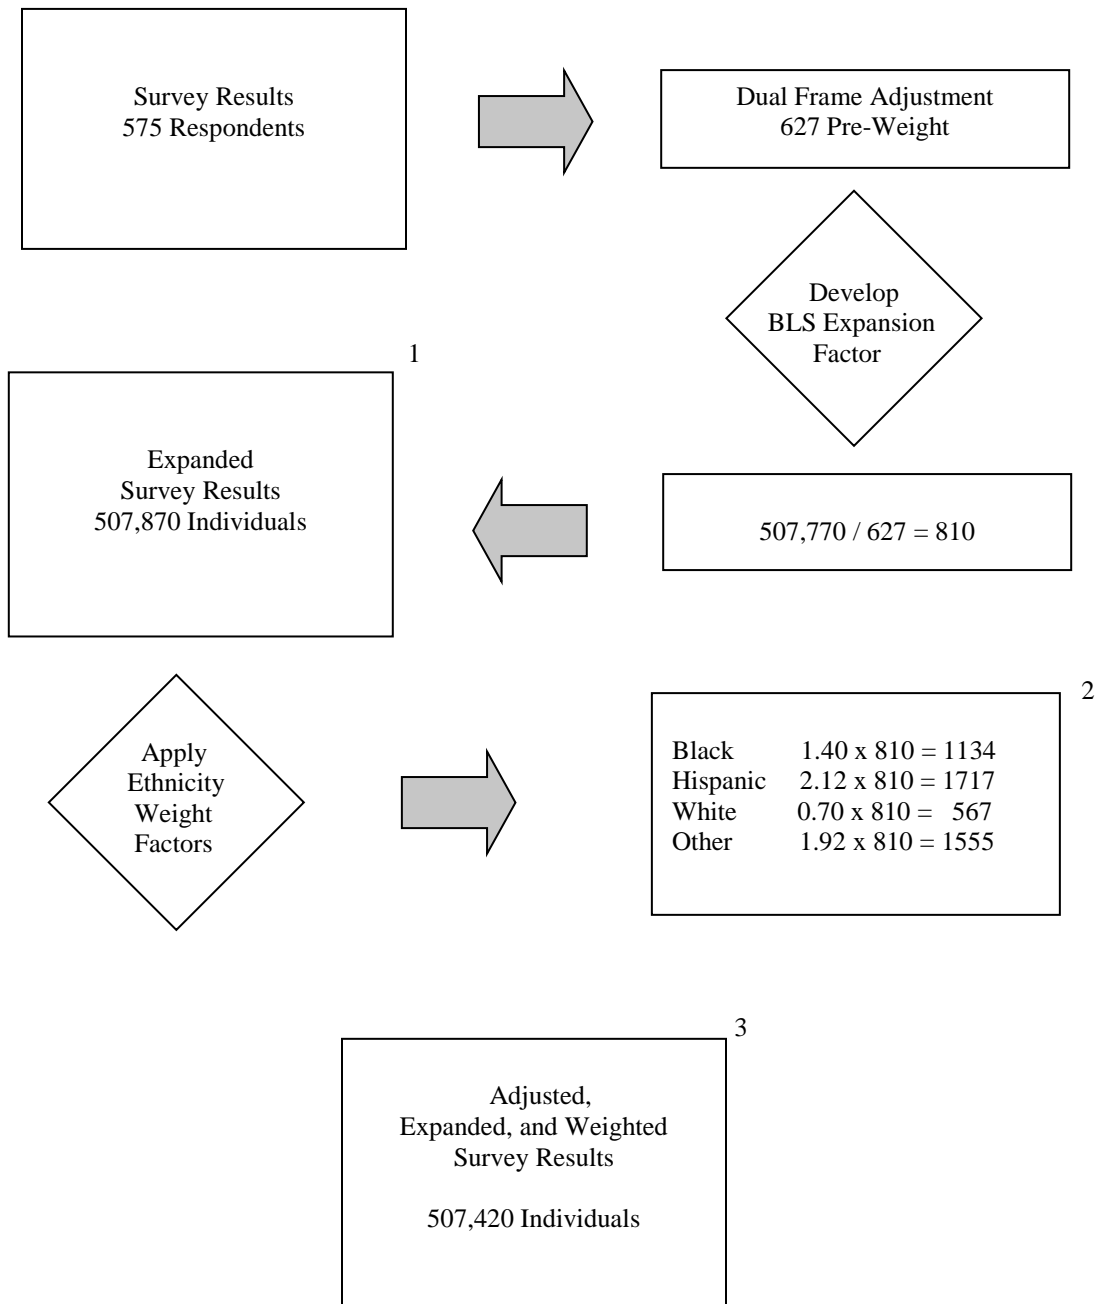 Survey Results
575 Respondents
Dual Frame Adjustment
627 Pre-Weight
Develop
BLS Expansion
Factor
507,770 / 627 = 810
1
Expanded
Survey Results
507,870 Individuals
Apply
Ethnicity
Weight
Factors
2
Black 1.40 x 810 = 1134
Hispanic 2.12 x 810 = 1717
White 0.70 x 810 = 567
Other 1.92 x 810 = 1555
3
Adjusted,
Expanded, and Weighted
Survey Results
507,420 Individuals